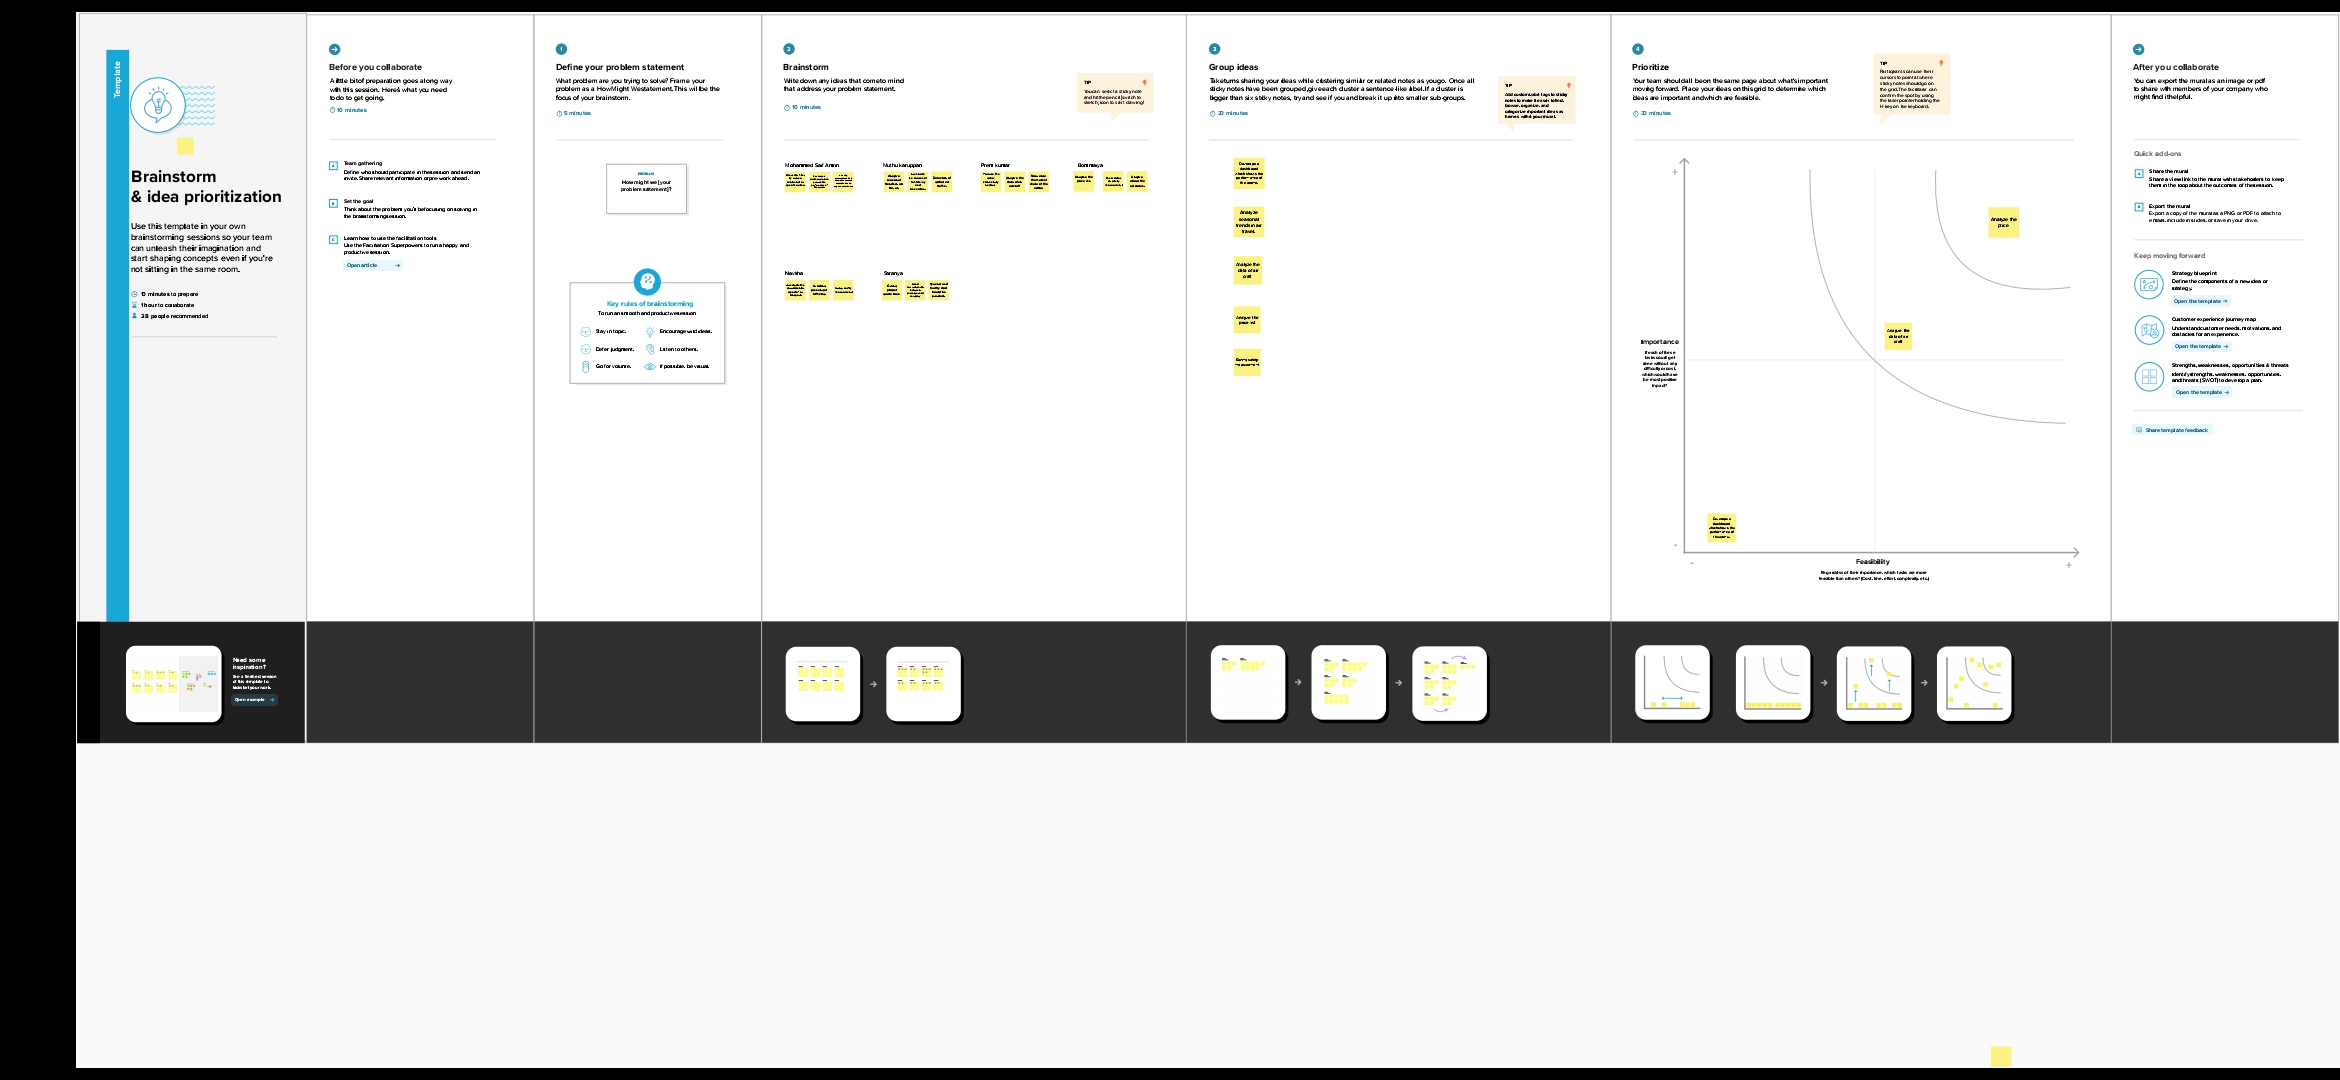 Template
Brainstorm
& idea prioritization
Use this template in your own
brainstorming sessions so your team
can unleash their imagination and
start shaping concepts even if you're
not sitting in the same room.
10 minutes to prepare
1 hour to collaborate
2-8 people recommended
Need some
inspiration?
See a finished version
of this template to
kickstart your work.
Open example
Before you collaborate
A little bit of preparation goes a long way
with this session. Here's what you need
to do to get going.
10 minutes
A
Team gathering
Define who should participate in the session and send an
invite. Share relevant information or pre-work ahead.
B
Set the goal
Think about the problem you'll be focusing on solving in
the brainstorming session.
C
Learn how to use the facilitation tools
Use the Facilitation Superpowers to run a happy and
productive session.
Open article
1
Define your problem statement
What problem are you trying to solve? Frame your
problem as a How Might We statement. This will be the
focus of your brainstorm.
5 minutes
PROBLEM
How might we [your
problem statement]?
Key rules of brainstorming
To run an smooth and productive session
Stay in topic.
Encourage wild ideas.
Defer judgment.
Listen to others.
Go for volume.
If possible, be visual.
2
Brainstorm
Write down any ideas that come to mind
that address your problem statement.
10 minutes
TIP
You can select a sticky note
and hit the pencil [switch to
sketch] icon to start drawing!
Muthu karuppan
Prem kumar
Bommaiya
Navisha
Saranya
3
Group ideas
Take turns sharing your ideas while clustering similar or related notes as you go. Once all
sticky notes have been grouped, give each cluster a sentence-like label. If a cluster is
bigger than six sticky notes, try and see if you and break it up into smaller sub-groups.
20 minutes
TIP
Add customizable tags to sticky
notes to make it easier to find,
browse, organize, and
categorize important ideas as
themes within your mural.
Develop a
dashboard
which shows the
performance of
the
Analyze
seasonal
trends in air
travel.
Analyze the
data of air
craft
Analyze the
4
Prioritize
Your team should all be on the same page about what's important
moving forward. Place your ideas on this grid to determine which
ideas are important and which are feasible.
20 minutes
TIP
Participants can use their
cursors to point at where
sticky notes should go on
the grid. The facilitator can
confirm the spot by using
the laser pointer holding the
H key on the keyboard.
+
Analyze the
price
Analyze the
data of air
craft
Importance
If each of these
tasks could get
done without any
difficulty or cost,
which would have
the most positive
impact?
Develop a
dashboard
which shows the
performance of
-
-
Feasibility
+
Regardless of their importance, which tasks are more
feasible than others? (Cost, time, effort, complexity, etc.)
After you collaborate
You can export the mural as an image or pdf
to share with members of your company who
might find it helpful.
Quick add-ons
A
Share the mural
Share a view link to the mural with stakeholders to keep
them in the loop about the outcomes of the session.
B
Export the mural
Export a copy of the mural as a PNG or PDF to attach to
emails, include in slides, or save in your drive.
Keep moving forward
Strategy blueprint
Define the components of a new idea or
strategy.
Open the template
Customer experience journey map
Understand customer needs, motivations, and
obstacles for an experience.
Open the template
Strengths, weaknesses, opportunities & threats
Identify strengths, weaknesses, opportunities,
and threats (SWOT) to develop a plan.
Open the template
Share template feedback